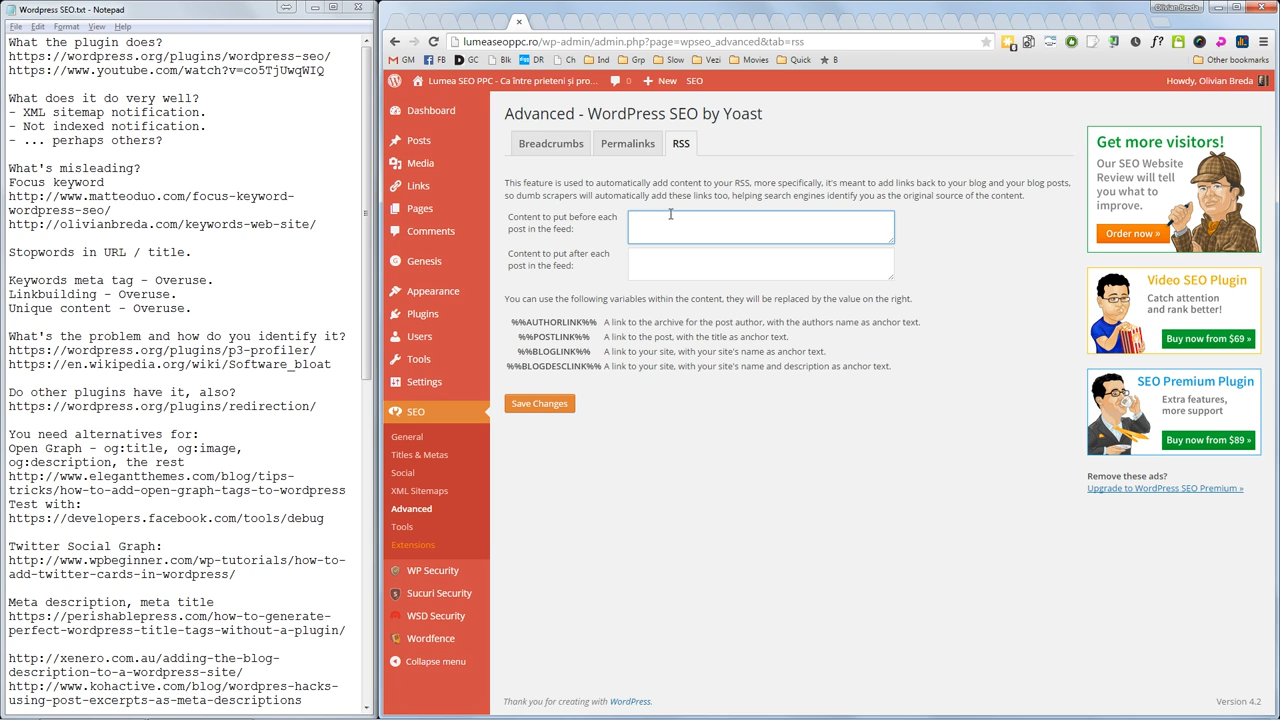 Wordpress SEO.txt - Notepad
File Edit Format View Help
What the plugin does?
https://wordpress.org/plugins/wordpress-seo/
https://www.youtube.com/watch?v=co5TjUwqWIQ
What does it do very well?
- XML sitemap notification.
- Not indexed notification.
- ... perhaps others?
What's misleading?
Focus keyword
http://www.matteoduo.com/focus-keyword-
wordpress-seo/
http://olivianbreda.com/keywords-web-site/
Stopwords in URL / title.
Keywords meta tag - Overuse.
Linkbuilding - Overuse.
Unique content - Overuse.
What's the problem and how do you identify it?
https://wordpress.org/plugins/p3-profiler/
https://en.wikipedia.org/wiki/Software_bloat
Do other plugins have it, also?
https://wordpress.org/plugins/redirection/
You need alternatives for:
Open Graph - og:title, og:image,
og:description, the rest
http://www.elegantthemes.com/blog/tips-
tricks/how-to-add-open-graph-tags-to-wordpress
Test with:
https://developers.facebook.com/tools/debug
Twitter Social Graph:
http://www.wpbeginner.com/wp-tutorials/how-to-
add-twitter-cards-in-wordpress/
Meta description, meta title
https://perishablepress.com/how-to-generate-
perfect-wordpress-title-tags-without-a-plugin/
http://xenero.com.au/adding-the-blog-
description-to-a-wordpress-site/
http://www.kohactive.com/blog/wordpres-hacks-
using-post-excerpts-as-meta-descriptions
Olivian Breda
lumeaseoppc.ro/wp-admin/admin.php?page=wpseo_advanced&tab=rss
GM FB GC Blk DR Ch Ind Grp Slow Vezi Movies Quake B Other bookmarks
Lumea SEO PPC - Ca între prieteni și pro... 0 New SEO Howdy, Olivian Breda
Dashboard
Posts
Media
Links
Pages
Comments
Genesis
Appearance
Plugins
Users
Tools
Settings
SEO
General
Titles & Metas
Social
XML Sitemaps
Advanced
Tools
Extensions
WP Security
Sucuri Security
WSD Security
Wordfence
Collapse menu
Advanced - WordPress SEO by Yoast
Breadcrumbs Permalinks RSS
This feature is used to automatically add content to your RSS, more specifically, it's meant to add links back to your blog and your blog posts,
so dumb scrapers will automatically add these links too, helping search engines identify you as the original source of the content.
Content to put before each
post in the feed:
Content to put after each
post in the feed:
You can use the following variables within the content, they will be replaced by the value on the right.
%%AUTHORLINK%% A link to the archive for the post author, with the authors name as anchor text.
%%POSTLINK%% A link to the post, with the title as anchor text.
%%BLOGLINK%% A link to your site, with your site's name as anchor text.
%%BLOGDESCLINK%% A link to your site, with your site's name and description as anchor text.
Save Changes
Thank you for creating with WordPress.
Version 4.2
Get more visitors!
Our SEO Website
Review will tell
you what to
improve.
Order now »
Video SEO Plugin
Catch attention
and rank better!
Buy now from $69 »
SEO Premium Plugin
Extra features,
more support
Buy now from $89 »
Remove these ads?
Upgrade to WordPress SEO Premium »